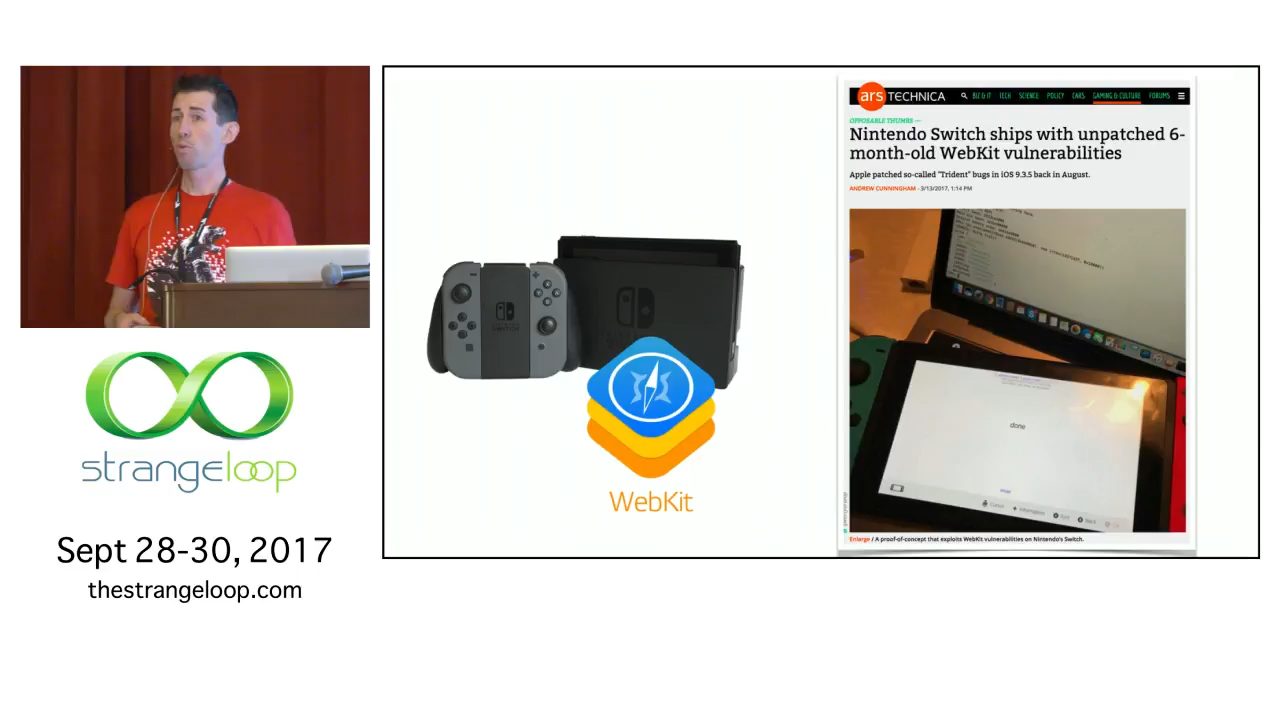 strangeloop
Sept 28-30, 2017
thestrangeloop.com
WebKit
ars TECHNICA
BIZ & IT TECH SCIENCE POLICY CARS GAMING & CULTURE FORUMS
OPPOSABLE THUMBS —
Nintendo Switch ships with unpatched 6-
month-old WebKit vulnerabilities
Apple patched so-called "Trident" bugs in iOS 9.3.5 back in August.
ANDREW CUNNINGHAM - 3/13/2017, 1:14 PM
done
Enlarge / A proof-of-concept that exploits WebKit vulnerabilities on Nintendo's Switch.